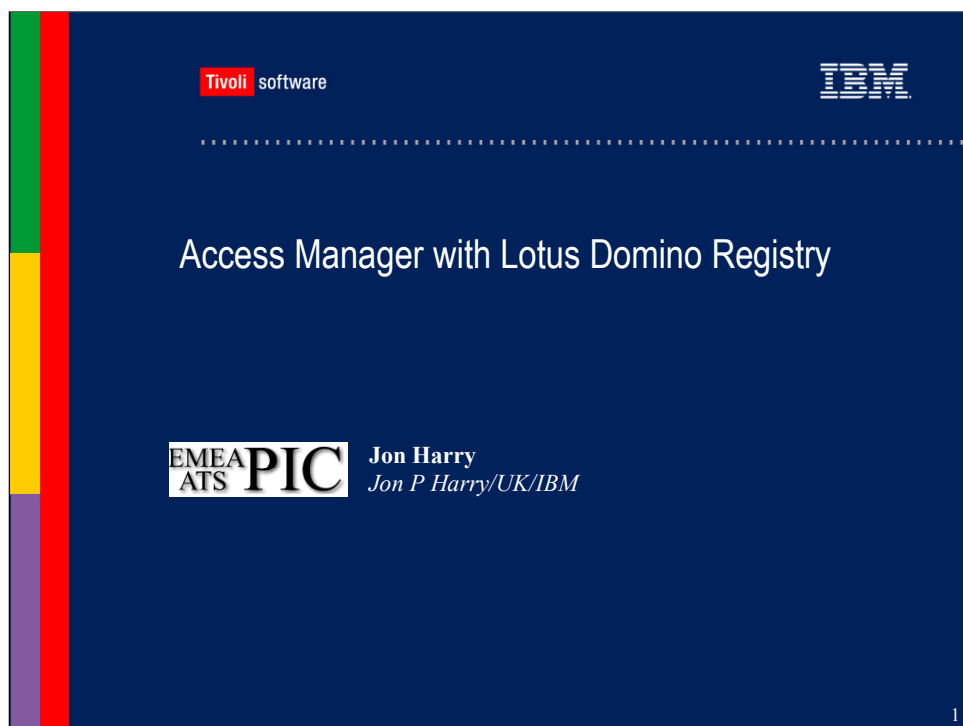 Tivoli software
IBM.
Access Manager with Lotus Domino Registry
EMEA PIC
ATS
Jon Harry
Jon P Harry/UK/IBM
1